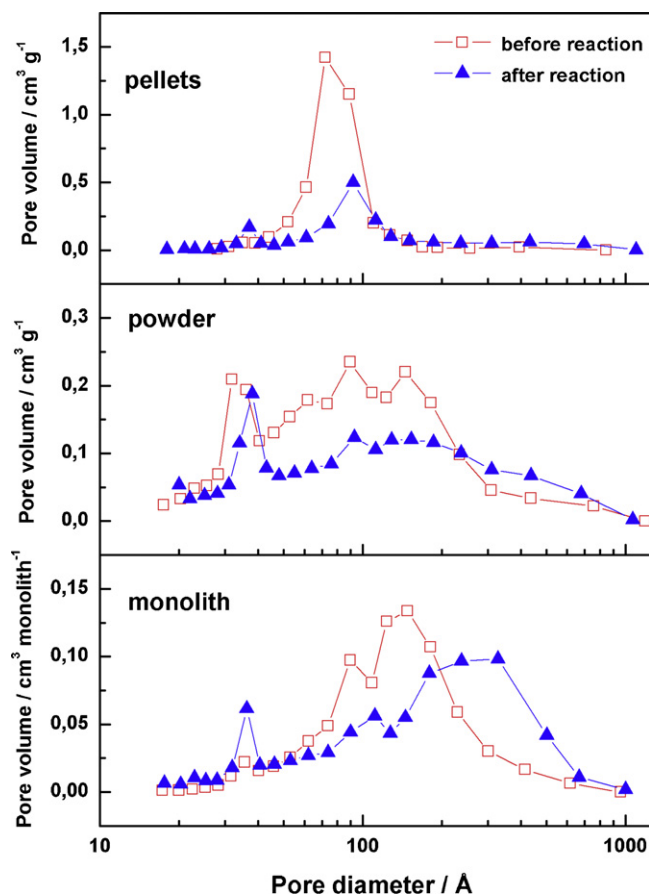 pellets
before reaction
after reaction
Pore volume / cm³ g⁻¹
1,5
1,0
0,5
0,0
powder
Pore volume / cm³ g⁻¹
0,3
0,2
0,1
0,0
monolith
Pore volume / cm³ monolith⁻¹
0,15
0,10
0,05
0,00
10 100 1000
Pore diameter / Å